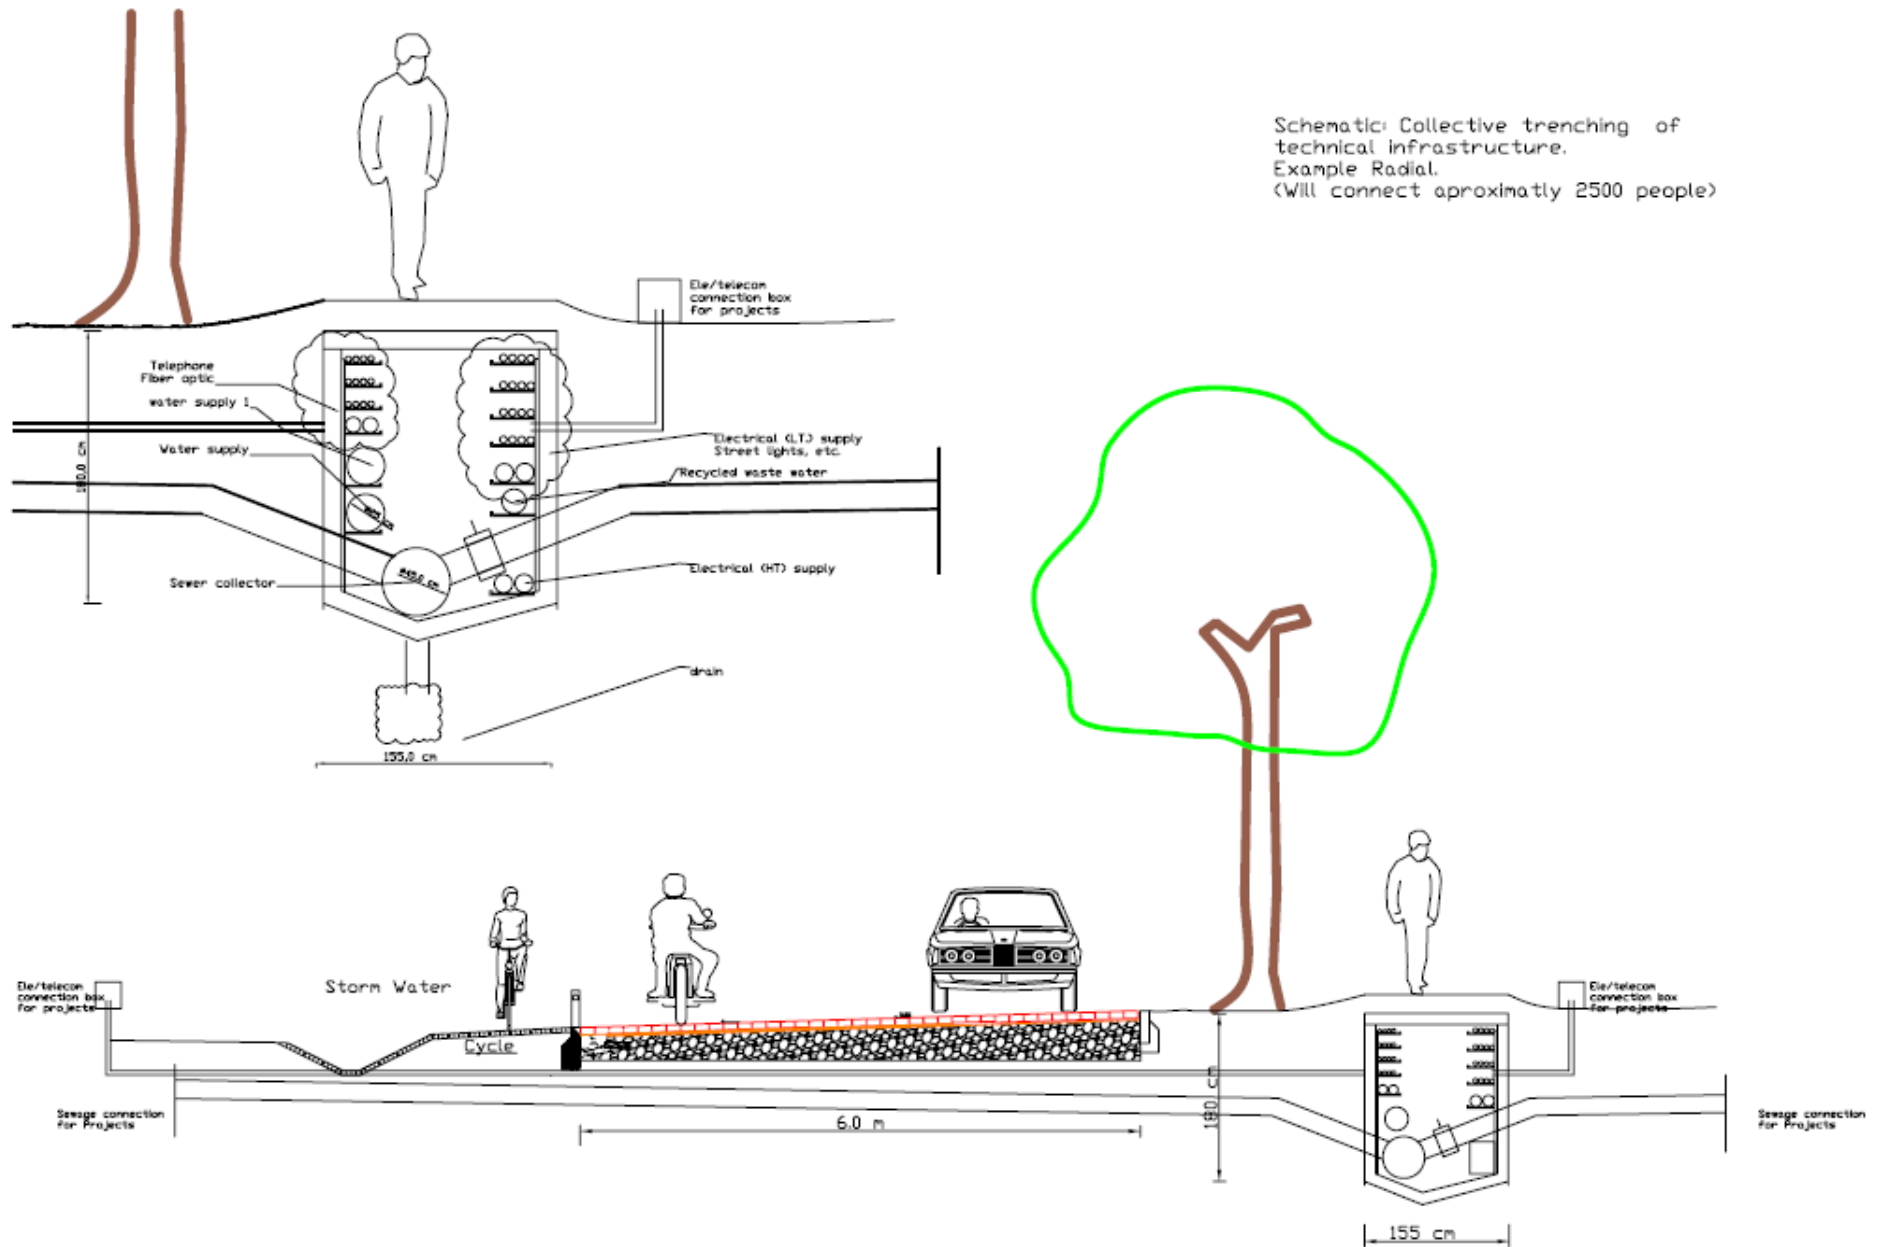 Schematic: Collective trenching of
technical infrastructure.
Example Radial.
(Will connect aproximatly 2500 people)
Ele/telecom
connection box
for projects
Telephone
Fiber optic
water supply 1
Water supply
180.0 cm
Electrical (LT.) supply
Street lights, etc.
Recycled waste water
Sewer collector
Ø45.0 cm
Electrical (HT) supply
drain
155,0 cm
Ele/telecom
connection box
for projects
Storm Water
Cycle
Ele/telecom
connection box
for projects
Sewage connection
for Projects
6.0 m
180 cm
Sewage connection
for Projects
155 cm